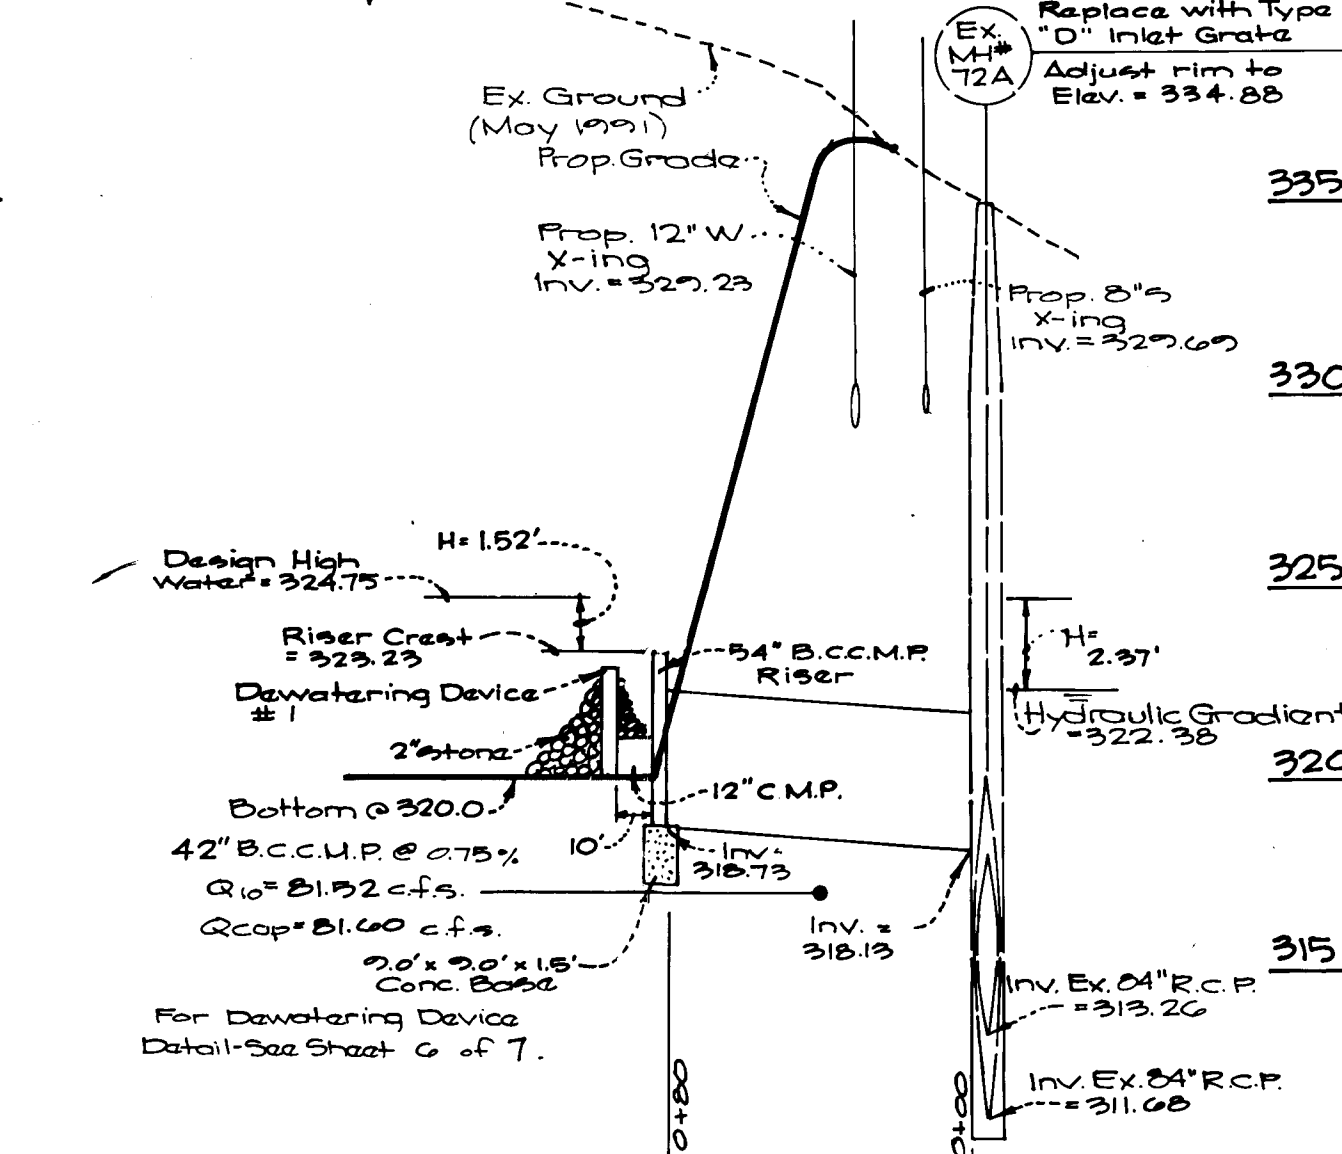 Replace with Type
"D" Inlet Grate
Ex.
MH#
72A
Adjust rim to
Elev. = 334.88
Ex. Ground
(May 1991)
Prop. Grade
335
Prop. 12" W
X-ing
Inv. = 329.23
Prop. 8"S
X-ing
Inv. = 329.69
330
H= 1.52'
Design High
Water = 324.75
325
Riser Crest
= 323.23
54" B.C.C.M.P.
Riser
H=
2.37'
Dewatering Device
# 1
Hydraulic Gradient
=322.38
2" stone
320
Bottom @ 320.0
12" C.M.P.
42" B.C.C.M.P. @ 0.75%
10'
Inv.
318.73
Q10 = 81.52 c.f.s.
Qcap = 81.60 c.f.s.
Inv. =
318.13
315
9.0' x 9.0' x 1.5'
Conc. Base
Inv. Ex. 84" R.C.P.
= 313.26
For Dewatering Device
Detail-See Sheet 6 of 7.
Inv. Ex. 84" R.C.P.
= 311.68
0+80
0+00